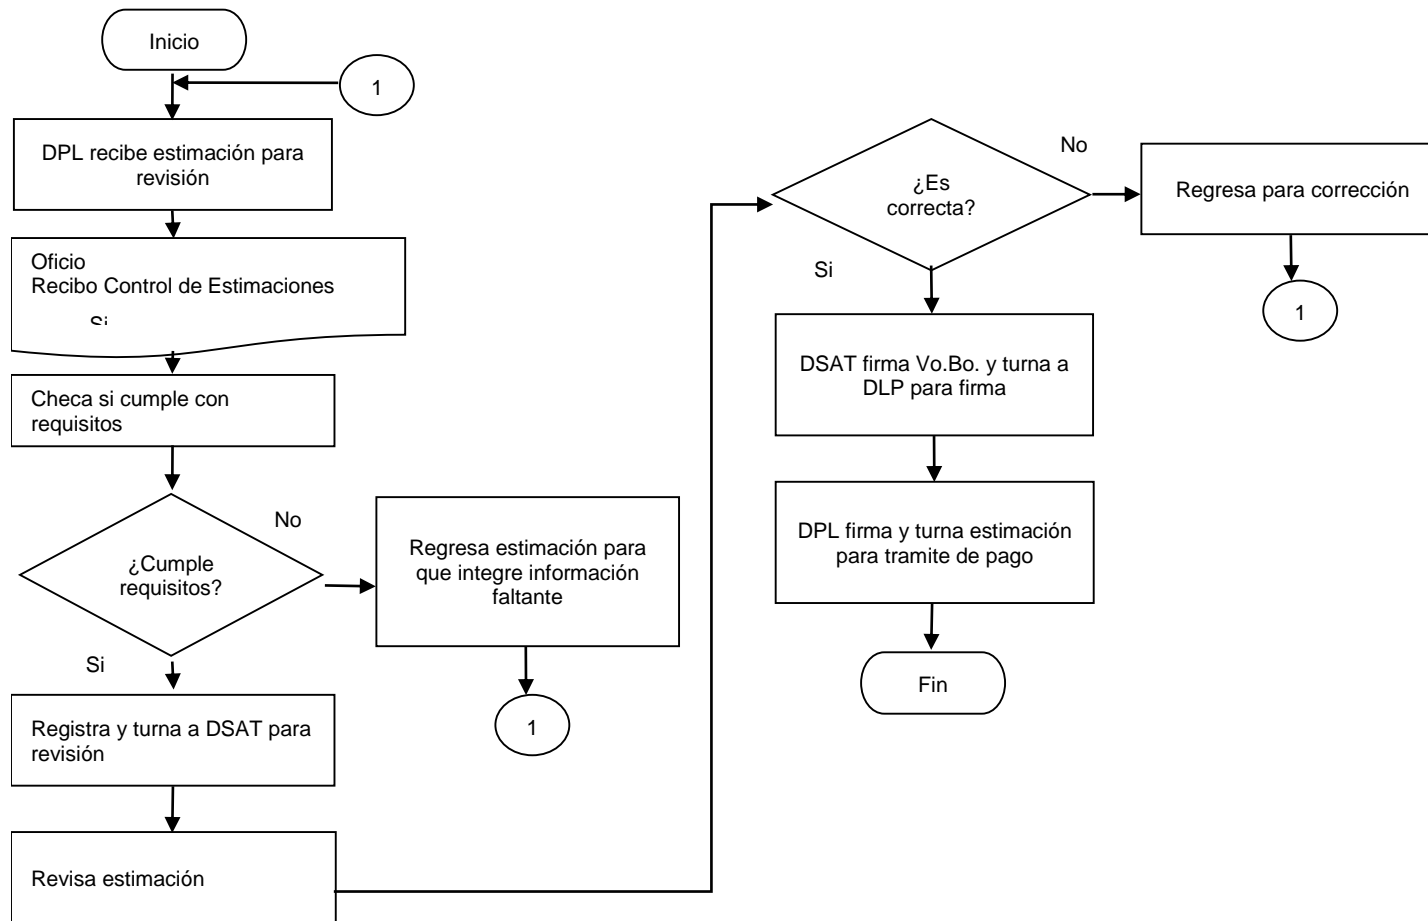 Inicio
1
DPL recibe estimación para
revisión
Oficio
Recibo Control de Estimaciones
Si
Checa si cumple con
requisitos
¿Cumple
requisitos?
No
Regresa estimación para
que integre información
faltante
1
Si
Registra y turna a DSAT para
revisión
Revisa estimación
¿Es
correcta?
No
Regresa para corrección
1
Si
DSAT firma Vo.Bo. y turna a
DLP para firma
DPL firma y turna estimación
para tramite de pago
Fin